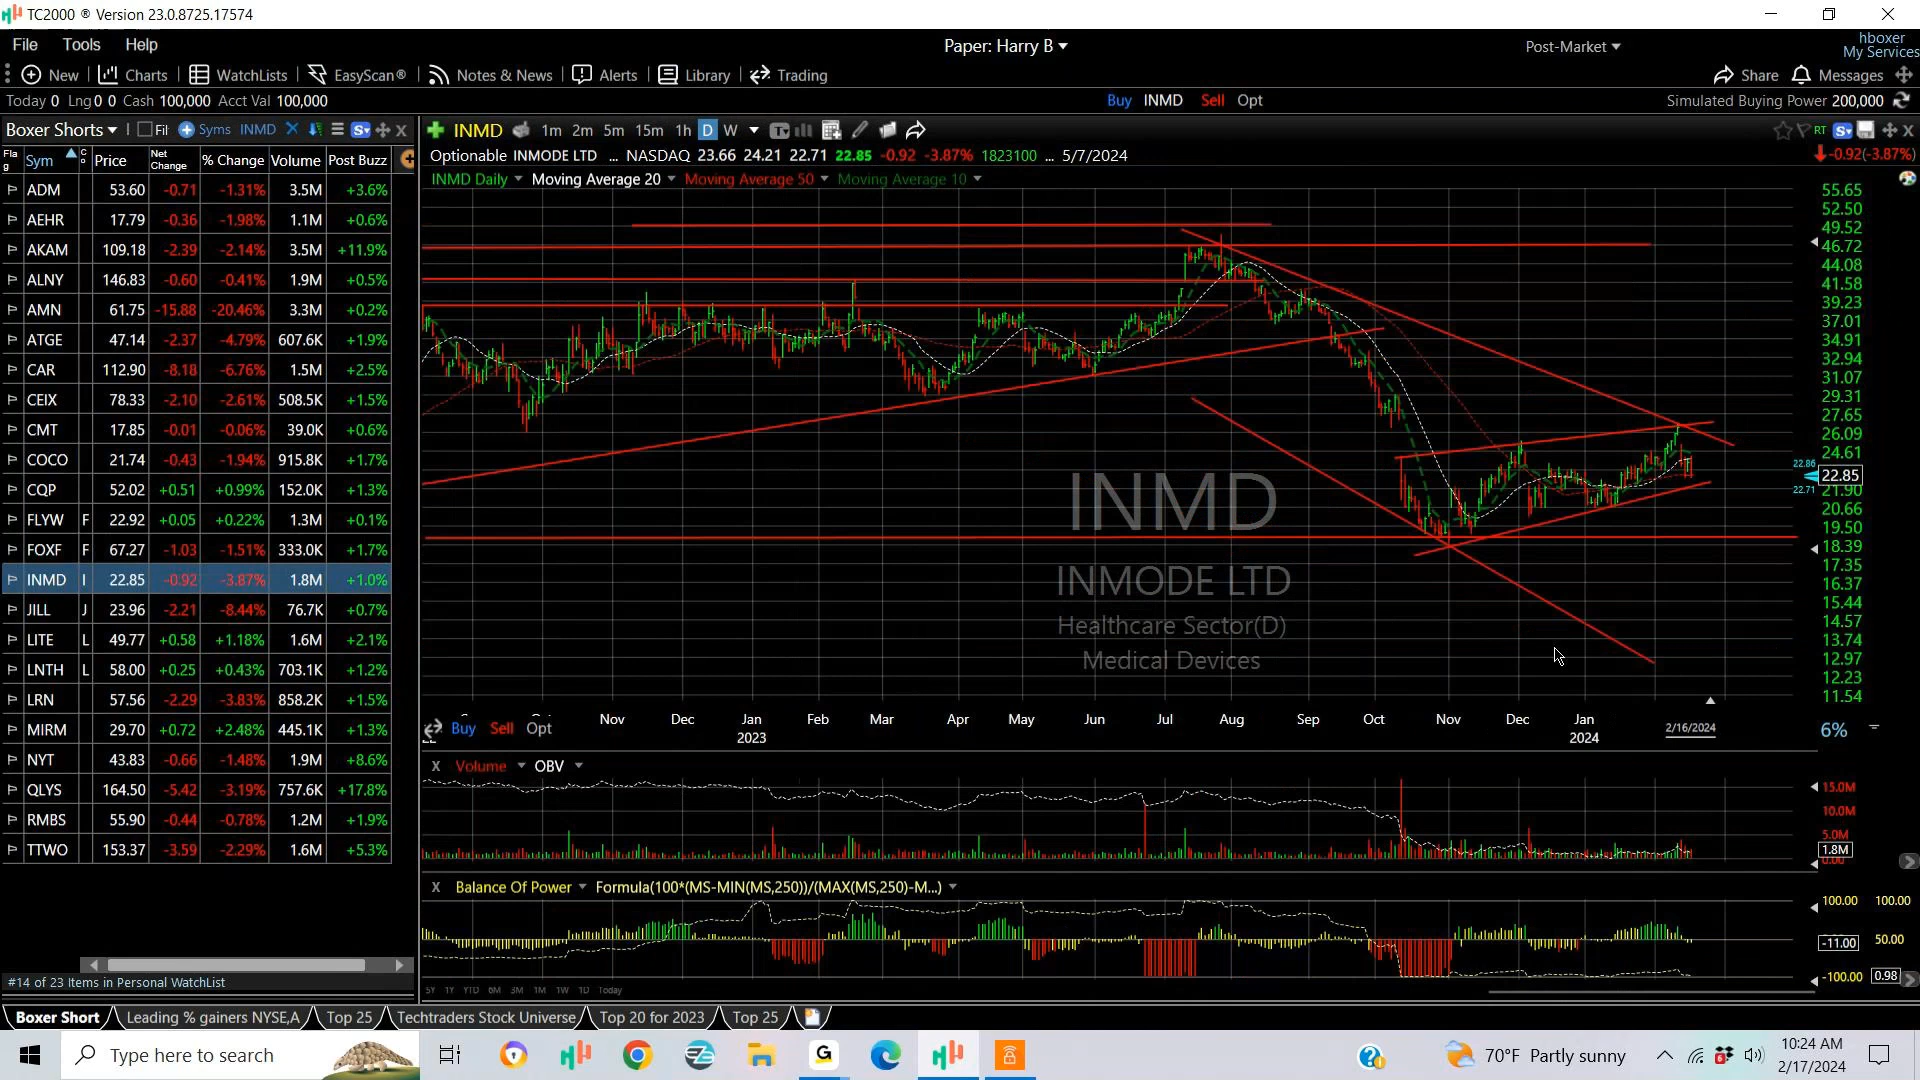 TC2000 ® Version 23.0.8725.17574
File Tools Help
Paper: Harry B
Post-Market
hboxer
My Services
New Charts WatchLists EasyScan® Notes & News Alerts Library Trading
Share Messages
Today 0 Lng 0 0 Cash 100,000 Acct Val 100,000
Buy INMD Sell Opt
Simulated Buying Power 200,000
Boxer Shorts Fil Syms INMD
INMD 1m 2m 5m 15m 1h D W
RT
Optionable INMODE LTD ... NASDAQ 23.66 24.21 22.71 22.85 -0.92 -3.87% 1823100 ... 5/7/2024
-0.92(-3.87%)
INMD Daily Moving Average 20 Moving Average 50 Moving Average 10
Flag Sym Price Net Change % Change Volume Post Buzz
ADM 53.60 -0.71 -1.31% 3.5M +3.6%
AEHR 17.79 -0.36 -1.98% 1.1M +0.6%
AKAM 109.18 -2.39 -2.14% 3.5M +11.9%
ALNY 146.83 -0.60 -0.41% 1.9M +0.5%
AMN 61.75 -15.88 -20.46% 3.3M +0.2%
ATGE 47.14 -2.37 -4.79% 607.6K +1.9%
CAR 112.90 -8.18 -6.76% 1.5M +2.5%
CEIX 78.33 -2.10 -2.61% 508.5K +1.5%
CMT 17.85 -0.01 -0.06% 39.0K +0.6%
COCO 21.74 -0.43 -1.94% 915.8K +1.7%
CQP 52.02 +0.51 +0.99% 152.0K +1.3%
FLYW F 22.92 +0.05 +0.22% 1.3M +0.1%
FOXF F 67.27 -1.03 -1.51% 333.0K +1.7%
INMD I 22.85 -0.92 -3.87% 1.8M +1.0%
JILL J 23.96 -2.21 -8.44% 76.7K +0.7%
LITE L 49.77 +0.58 +1.18% 1.6M +2.1%
LNTH L 58.00 +0.25 +0.43% 703.1K +1.2%
LRN 57.56 -2.29 -3.83% 858.2K +1.5%
MIRM 29.70 +0.72 +2.48% 445.1K +1.3%
NYT 43.83 -0.66 -1.48% 1.9M +8.6%
QLYS 164.50 -5.42 -3.19% 757.6K +17.8%
RMBS 55.90 -0.44 -0.78% 1.2M +1.9%
TTWO 153.37 -3.59 -2.29% 1.6M +5.3%
#14 of 23 Items in Personal WatchList
INMD
INMODE LTD
Healthcare Sector(D)
Medical Devices
55.65
52.50
49.52
46.72
44.08
41.58
39.23
37.01
34.91
32.94
31.07
29.31
27.65
26.09
24.61
22.86
22.85
22.71
21.90
20.66
19.50
18.39
17.35
16.37
15.44
14.57
13.74
12.97
12.23
11.54
Nov Dec Jan Feb Mar Apr May Jun Jul Aug Sep Oct Nov Dec Jan
2023 2024
2/16/2024
6%
Buy Sell Opt
X Volume OBV
15.0M
10.0M
5.0M
1.8M
X Balance Of Power Formula(100*(MS-MIN(MS,250))/(MAX(MS,250)-M...)
100.00 100.00
-11.00 50.00
-100.00 0.98
5Y 1Y YTD 6M 3M 1M 1W 1D Today
Boxer Short Leading % gainers NYSE,A Top 25 Techtraders Stock Universe Top 20 for 2023 Top 25
Type here to search
70°F Partly sunny
10:24 AM
2/17/2024